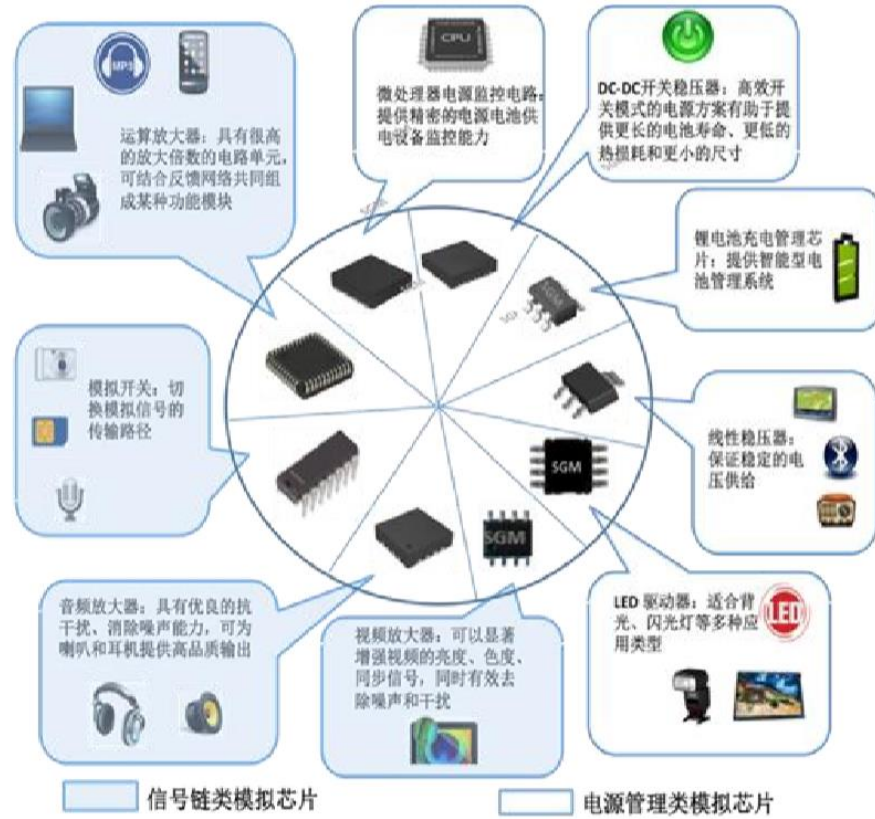 MP3
运算放大器：具有很高
的放大倍数的电路单元，
可结合反馈网络共同组
成某种功能模块
CPU
微处理器电源监控电路：
提供精密的电源电池供
电设备监控能力
DC-DC开关稳压器：高效开
关模式的电源方案有助于提
供更长的电池寿命、更低的
热损耗和更小的尺寸
锂电池充电管理芯
片：提供智能型电
池管理系统
SGM
模拟开关：切
换模拟信号的
传输路径
线性稳压器：
保证稳定的电
压供给
SGM
SGM
音频放大器：具有优良的抗
干扰、消除噪声能力，可为
喇叭和耳机提供高品质输出
视频放大器：可以显著
增强视频的亮度、色度、
同步信号，同时有效去
除噪声和干扰
LED 驱动器：适合背
光、闪光灯等多种应
用类型
LED
信号链类模拟芯片
电源管理类模拟芯片